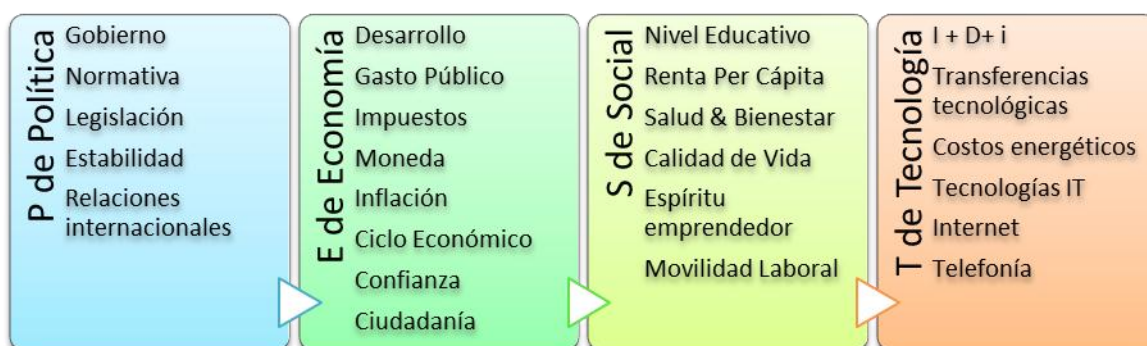 P de Política
Gobierno
Normativa
Legislación
Estabilidad
Relaciones
internacionales
E de Economía
Desarrollo
Gasto Público
Impuestos
Moneda
Inflación
Ciclo Económico
Confianza
Ciudadanía
S de Social
Nivel Educativo
Renta Per Cápita
Salud & Bienestar
Calidad de Vida
Espíritu
emprendedor
Movilidad Laboral
T de Tecnología
I + D+ i
Transferencias
tecnológicas
Costos energéticos
Tecnologías IT
Internet
Telefonía